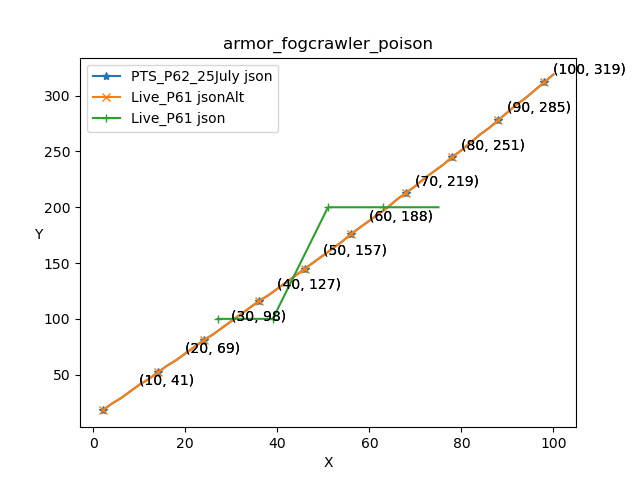 armor_fogcrawler_poison
PTS_P62_25July json
Live_P61 jsonAlt
Live_P61 json
(100, 319)
(90, 285)
(80, 251)
(70, 219)
(60, 188)
(50, 157)
(40, 127)
(30, 98)
(20, 69)
(10, 41)
300
250
200
150
100
50
Y
0 20 40 60 80 100
X